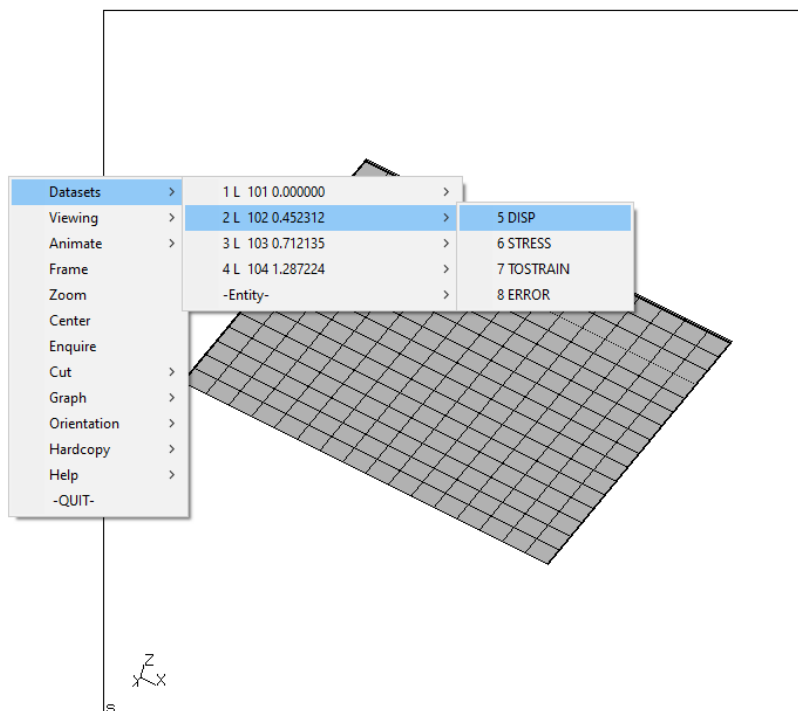 Datasets
Viewing
Animate
Frame
Zoom
Center
Enquire
Cut
Graph
Orientation
Hardcopy
Help
-QUIT-
1 L 101 0.000000
2 L 102 0.452312
3 L 103 0.712135
4 L 104 1.287224
-Entity-
5 DISP
6 STRESS
7 TOSTRAIN
8 ERROR
Z
Y X
s